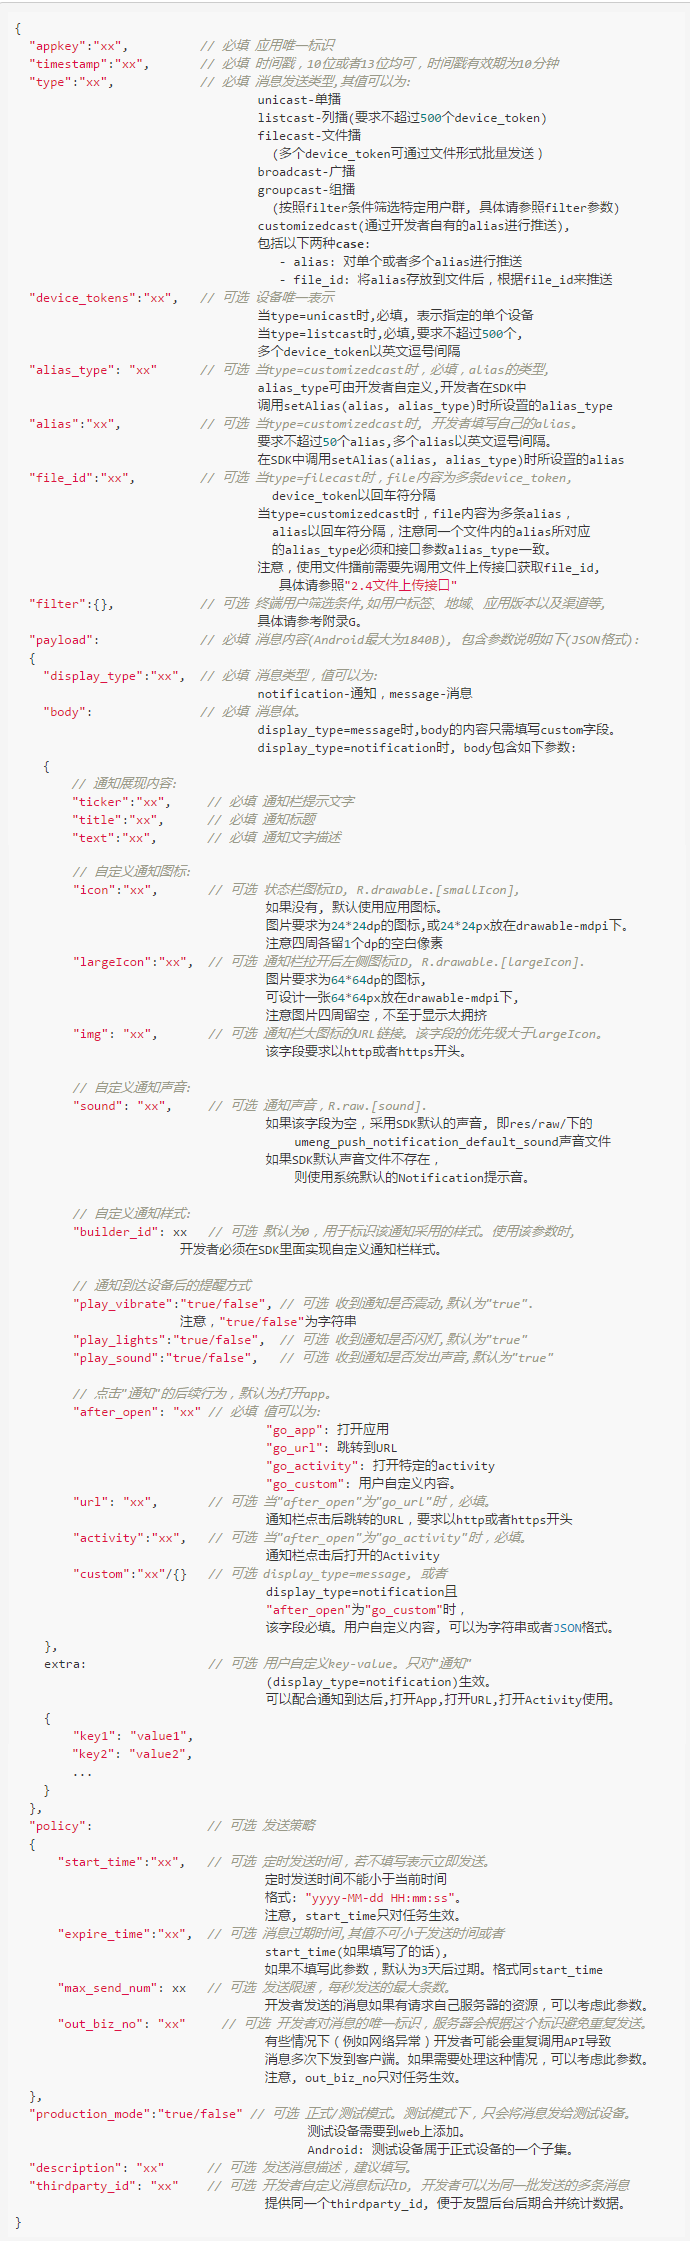 {
"appkey":"xx", // 必填 应用唯一标识
"timestamp":"xx", // 必填 时间戳，10位或者13位均可，时间戳有效期为10分钟
"type":"xx", // 必填 消息发送类型,其值可以为:
unicast-单播
listcast-列播(要求不超过500个device_token)
filecast-文件播
(多个device_token可通过文件形式批量发送）
broadcast-广播
groupcast-组播
(按照filter条件筛选特定用户群, 具体请参照filter参数)
customizedcast(通过开发者自有的alias进行推送),
包括以下两种case:
- alias: 对单个或者多个alias进行推送
- file_id: 将alias存放到文件后，根据file_id来推送
"device_tokens":"xx", // 可选 设备唯一表示
当type=unicast时,必填, 表示指定的单个设备
当type=listcast时,必填,要求不超过500个,
多个device_token以英文逗号间隔
"alias_type": "xx" // 可选 当type=customizedcast时，必填，alias的类型,
alias_type可由开发者自定义,开发者在SDK中
调用setAlias(alias, alias_type)时所设置的alias_type
"alias":"xx", // 可选 当type=customizedcast时, 开发者填写自己的alias。
要求不超过50个alias,多个alias以英文逗号间隔。
在SDK中调用setAlias(alias, alias_type)时所设置的alias
"file_id":"xx", // 可选 当type=filecast时，file内容为多条device_token,
device_token以回车符分隔
当type=customizedcast时，file内容为多条alias，
alias以回车符分隔，注意同一个文件内的alias所对应
的alias_type必须和接口参数alias_type一致。
注意，使用文件播前需要先调用文件上传接口获取file_id,
具体请参照"2.4文件上传接口"
"filter":{}, // 可选 终端用户筛选条件,如用户标签、地域、应用版本以及渠道等,
具体请参考附录G。
"payload": // 必填 消息内容(Android最大为1840B), 包含参数说明如下(JSON格式):
{
"display_type":"xx", // 必填 消息类型，值可以为:
notification-通知，message-消息
"body": // 必填 消息体。
display_type=message时,body的内容只需填写custom字段。
display_type=notification时, body包含如下参数:
{
// 通知展现内容:
"ticker":"xx", // 必填 通知栏提示文字
"title":"xx", // 必填 通知标题
"text":"xx", // 必填 通知文字描述
// 自定义通知图标:
"icon":"xx", // 可选 状态栏图标ID, R.drawable.[smallIcon],
如果没有, 默认使用应用图标。
图片要求为24*24dp的图标,或24*24px放在drawable-mdpi下。
注意四周各留1个dp的空白像素
"largeIcon":"xx", // 可选 通知栏拉开后左侧图标ID, R.drawable.[largeIcon].
图片要求为64*64dp的图标,
可设计一张64*64px放在drawable-mdpi下,
注意图片四周留空，不至于显示太拥挤
"img": "xx", // 可选 通知栏大图标的URL链接。该字段的优先级大于largeIcon。
该字段要求以http或者https开头。
// 自定义通知声音:
"sound": "xx", // 可选 通知声音，R.raw.[sound].
如果该字段为空，采用SDK默认的声音, 即res/raw/下的
umeng_push_notification_default_sound声音文件
如果SDK默认声音文件不存在，
则使用系统默认的Notification提示音。
// 自定义通知样式:
"builder_id": xx // 可选 默认为0，用于标识该通知采用的样式。使用该参数时,
开发者必须在SDK里面实现自定义通知栏样式。
// 通知到达设备后的提醒方式
"play_vibrate":"true/false", // 可选 收到通知是否震动,默认为"true".
注意，"true/false"为字符串
"play_lights":"true/false", // 可选 收到通知是否闪灯,默认为"true"
"play_sound":"true/false", // 可选 收到通知是否发出声音,默认为"true"
// 点击"通知"的后续行为，默认为打开app。
"after_open": "xx" // 必填 值可以为:
"go_app": 打开应用
"go_url": 跳转到URL
"go_activity": 打开特定的activity
"go_custom": 用户自定义内容。
"url": "xx", // 可选 当"after_open"为"go_url"时，必填。
通知栏点击后跳转的URL，要求以http或者https开头
"activity":"xx", // 可选 当"after_open"为"go_activity"时，必填。
通知栏点击后打开的Activity
"custom":"xx"/{} // 可选 display_type=message, 或者
display_type=notification且
"after_open"为"go_custom"时，
该字段必填。用户自定义内容, 可以为字符串或者JSON格式。
},
extra: // 可选 用户自定义key-value。只对"通知"
(display_type=notification)生效。
可以配合通知到达后,打开App,打开URL,打开Activity使用。
{
"key1": "value1",
"key2": "value2",
...
}
},
"policy": // 可选 发送策略
{
"start_time":"xx", // 可选 定时发送时间，若不填写表示立即发送。
定时发送时间不能小于当前时间
格式: "yyyy-MM-dd HH:mm:ss"。
注意, start_time只对任务生效。
"expire_time":"xx", // 可选 消息过期时间,其值不可小于发送时间或者
start_time(如果填写了的话),
如果不填写此参数，默认为3天后过期。格式同start_time
"max_send_num": xx // 可选 发送限速，每秒发送的最大条数。
开发者发送的消息如果有请求自己服务器的资源，可以考虑此参数。
"out_biz_no": "xx" // 可选 开发者对消息的唯一标识，服务器会根据这个标识避免重复发送。
有些情况下（例如网络异常）开发者可能会重复调用API导致
消息多次下发到客户端。如果需要处理这种情况，可以考虑此参数。
注意, out_biz_no只对任务生效。
},
"production_mode":"true/false" // 可选 正式/测试模式。测试模式下，只会将消息发给测试设备。
测试设备需要到web上添加。
Android: 测试设备属于正式设备的一个子集。
"description": "xx" // 可选 发送消息描述，建议填写。
"thirdparty_id": "xx" // 可选 开发者自定义消息标识ID, 开发者可以为同一批发送的多条消息
提供同一个thirdparty_id, 便于友盟后台后期合并统计数据。
}